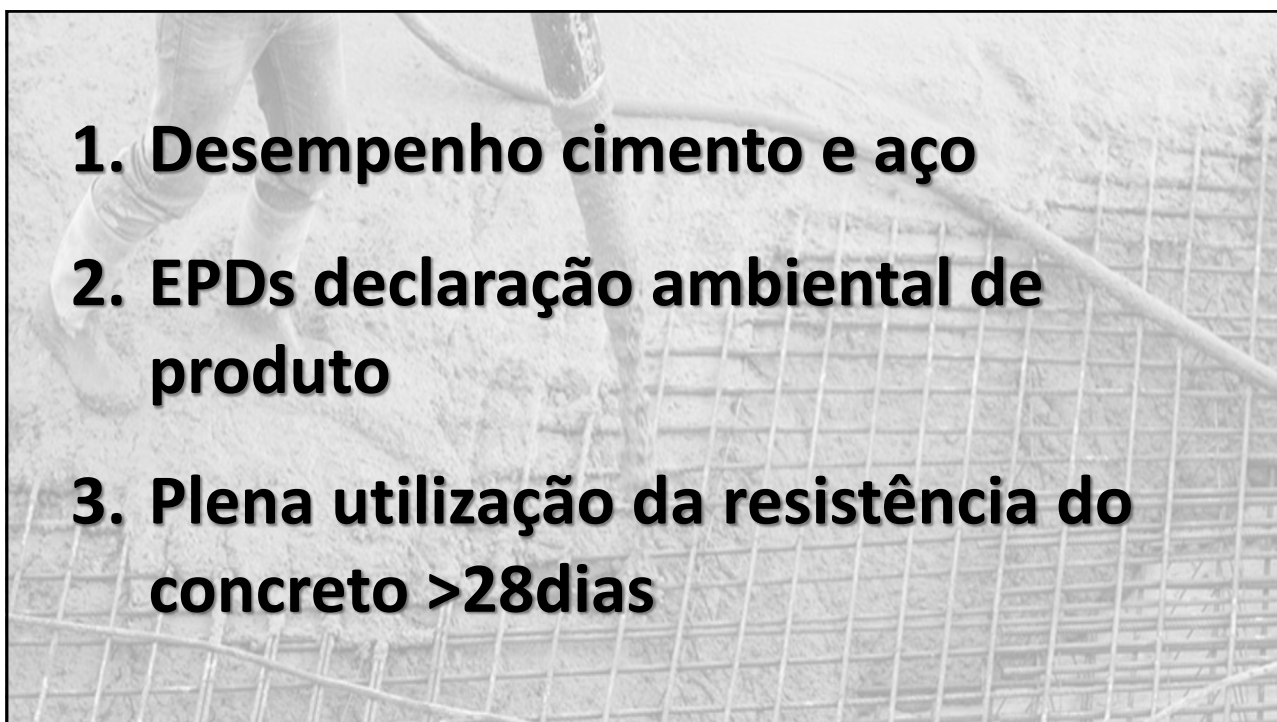 1. Desempenho cimento e aço
2. EPDs declaração ambiental de
produto
3. Plena utilização da resistência do
concreto >28dias